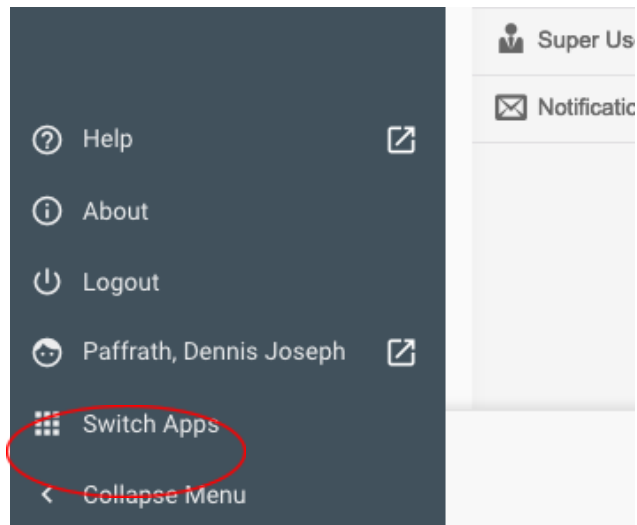 Super Us
Notificatio
Help
About
Logout
Paffrath, Dennis Joseph
Switch Apps
Collapse Menu